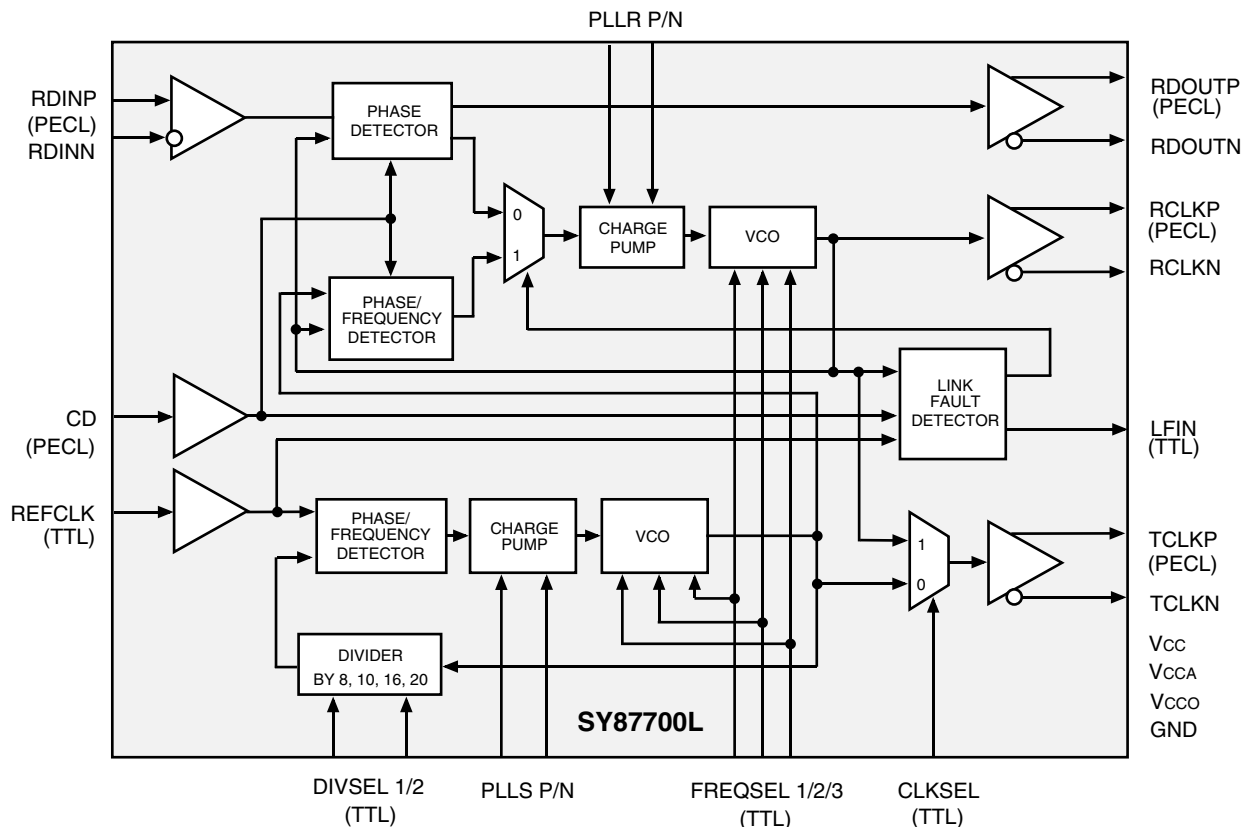 PLLR P/N
RDINP
(PECL)
RDINN
PHASE
DETECTOR
RDOUTP
(PECL)
RDOUTN
0
1
CHARGE
PUMP
VCO
RCLKP
(PECL)
RCLKN
PHASE/
FREQUENCY
DETECTOR
CD
(PECL)
LINK
FAULT
DETECTOR
LFIN
(TTL)
REFCLK
(TTL)
PHASE/
FREQUENCY
DETECTOR
CHARGE
PUMP
VCO
1
0
TCLKP
(PECL)
TCLKN
DIVIDER
BY 8, 10, 16, 20
VCC
VCCA
VCCO
GND
SY87700L
DIVSEL 1/2
(TTL)
PLLS P/N
FREQSEL 1/2/3
(TTL)
CLKSEL
(TTL)